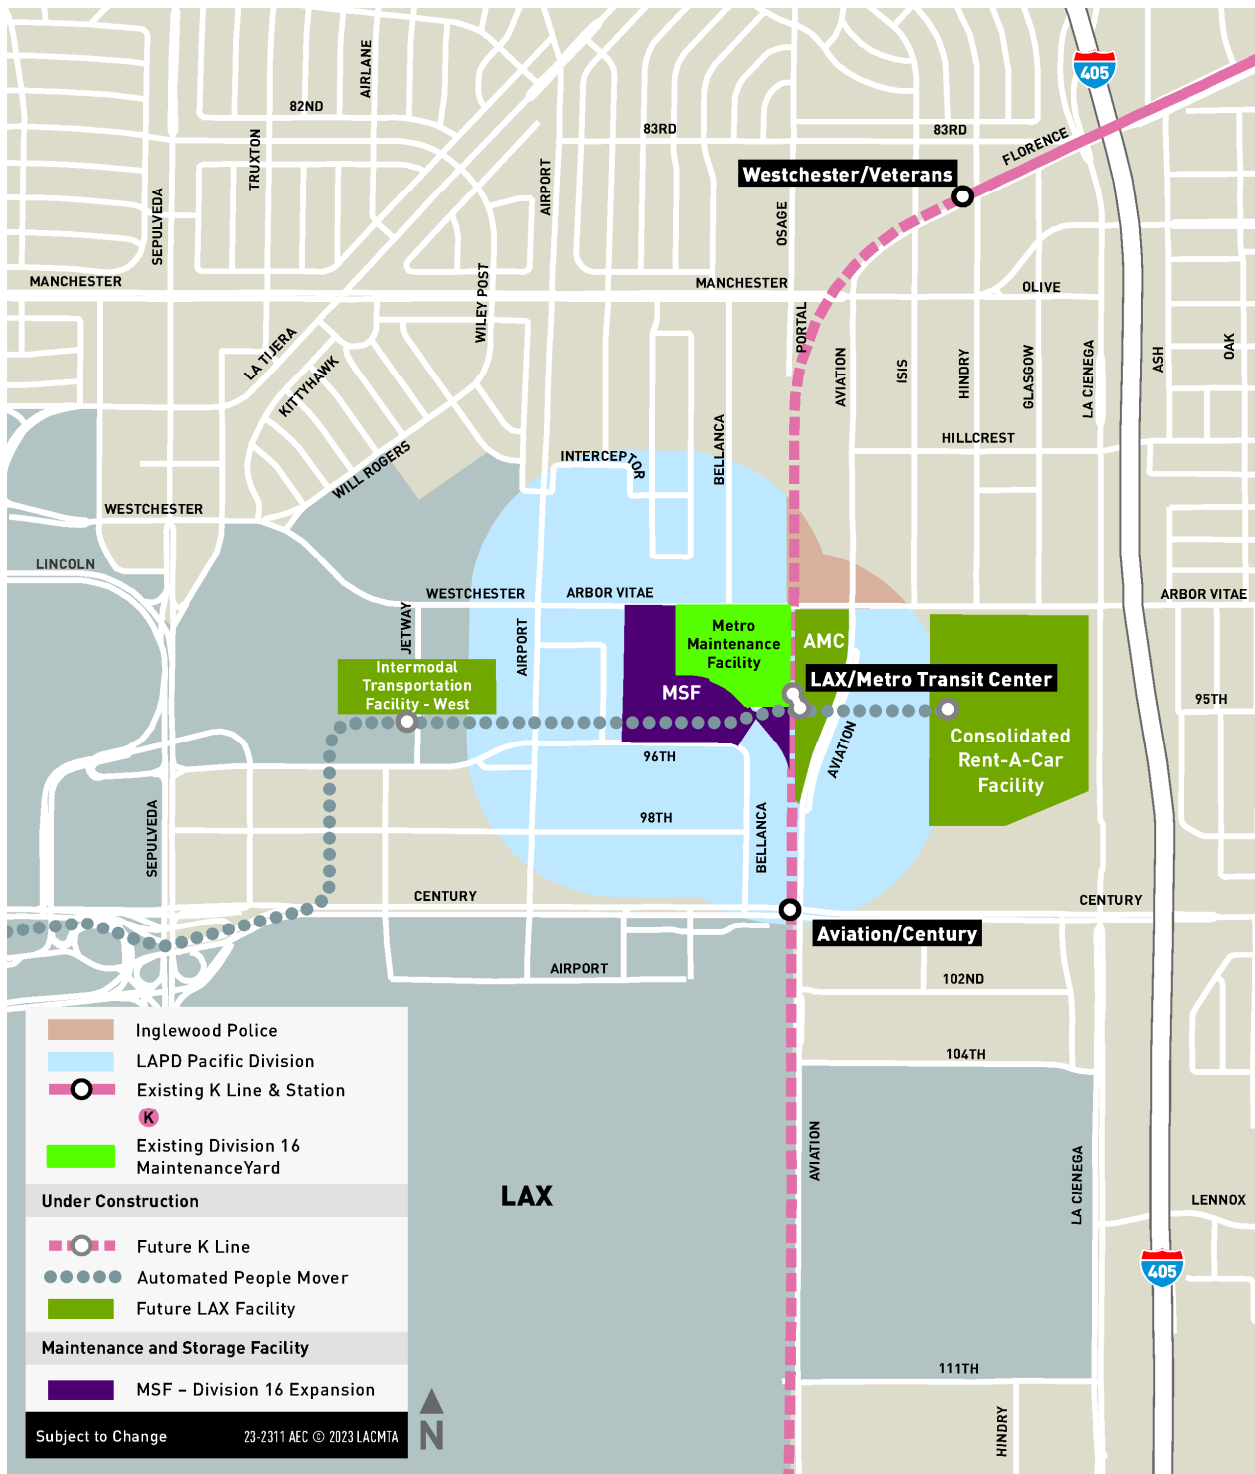 405
AIRLANE
82ND
83RD
83RD
TRUXTON
FLORENCE
AIRPORT
Westchester/Veterans
SEPULVEDA
OSAGE
MANCHESTER
MANCHESTER
WILEY POST
OLIVE
PORTAL
LA TIJERA
KITTYHAWK
AVIATION
ISIS
HINDRY
GLASGOW
LA CIENEGA
ASH
OAK
BELLANCA
HILLCREST
INTERCEPTOR
WILL ROGERS
WESTCHESTER
LINCOLN
WESTCHESTER
ARBOR VITAE
ARBOR VITAE
JETWAY
AIRPORT
Metro
Maintenance
Facility
AMC
Intermodal
Transportation
Facility - West
MSF
LAX/Metro Transit Center
95TH
AVIATION
Consolidated
Rent-A-Car
Facility
96TH
98TH
SEPULVEDA
BELLANCA
CENTURY
CENTURY
Aviation/Century
AIRPORT
102ND
104TH
Inglewood Police
LAPD Pacific Division
Existing K Line & Station
K
Existing Division 16
MaintenanceYard
Under Construction
Future K Line
Automated People Mover
Future LAX Facility
Maintenance and Storage Facility
MSF – Division 16 Expansion
Subject to Change
23-2311 AEC © 2023 LACMTA
N
LAX
AVIATION
LA CIENEGA
LENNOX
405
111TH
HINDRY